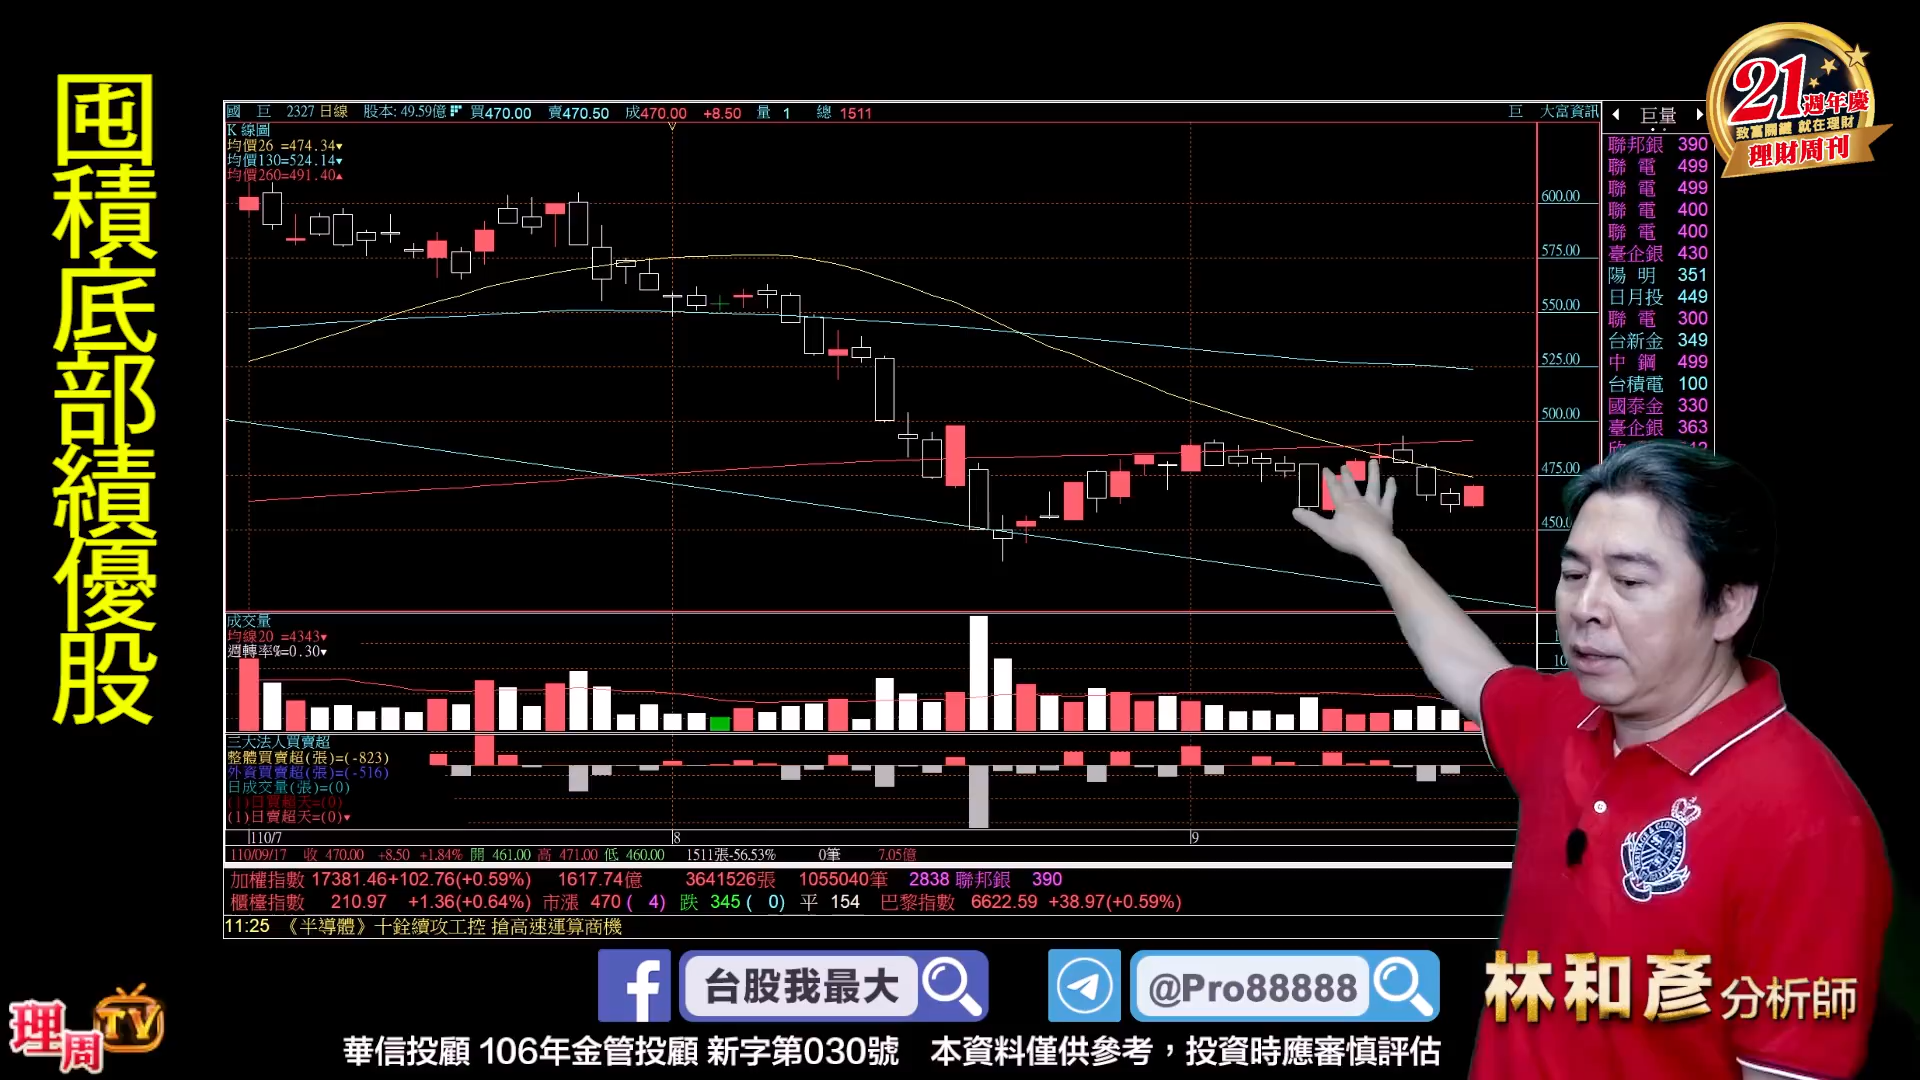 囤積底部績優股
國 巨 2327 日線 股本: 49.59億 買470.00 賣470.50 成470.00 +8.50 量 1 總 1511 巨 大富資訊
K 線圖
均價26 =474.34▼
均價130=524.14▼
均價260=491.40▲
600.00
575.00
550.00
525.00
500.00
475.00
成交量
均線20 =4343▼
週轉率%=0.30▼
三大法人買賣超
整體買賣超(張)=(-823)
外資買賣超(張)=(-516)
日成交量(張)=(0)
(1)日買超天=(0)
(1)日賣超天=(0)▼
110/7 8 9
110/09/17 收 470.00 +8.50 +1.84% 開 461.00 高 471.00 低 460.00 1511張-56.53% 0筆 7.05億
加權指數 17381.46+102.76(+0.59%) 1617.74億 3641526張 1055040筆 2838 聯邦銀 390
櫃檯指數 210.97 +1.36(+0.64%) 市漲 470 ( 4) 跌 345 ( 0) 平 154 巴黎指數 6622.59 +38.97(+0.59%)
11:25 《半導體》十銓續攻工控 搶高速運算商機
巨量
聯邦銀 390
聯 電 499
聯 電 499
聯 電 400
聯 電 400
臺企銀 430
陽 明 351
日月投 449
聯 電 300
台新金 349
中 鋼 499
台積電 100
國泰金 330
臺企銀 363
21週年慶
致富關鍵 就在理財
理財周刊
台股我最大
@Pro88888
林和彥 分析師
理周TV
華信投顧 106年金管投顧 新字第030號 本資料僅供參考，投資時應審慎評估